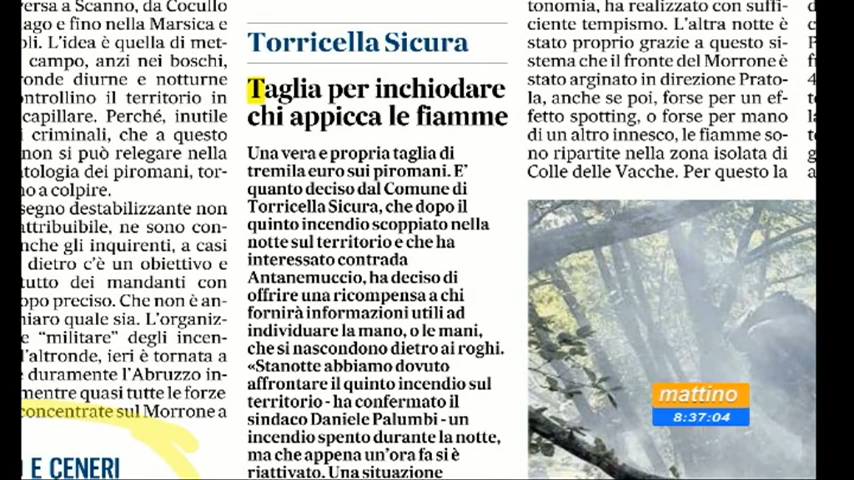 versa a Scanno, da Cocullo
ago e fino nella Marsica e
oli. L'idea è quella di met-
campo, anzi nei boschi,
ronde diurne e notturne
ontrollino il territorio in
capillare. Perché, inutile
i criminali, che a questo
non si può relegare nella
tologia dei piromani, tor-
no a colpire.
segno destabilizzante non
attribuibile, ne sono con-
nche gli inquirenti, a casi
dietro c'è un obiettivo e
tutto dei mandanti con
opo preciso. Che non è an-
hiaro quale sia. L'organiz-
e "militare" degli incen-
l'altronde, ieri è tornata a
e duramente l'Abruzzo in-
mentre quasi tutte le forze
concentrate sul Morrone a
I E CENERI
Torricella Sicura
Taglia per inchiodare
chi appicca le fiamme
Una vera e propria taglia di
tremila euro sui piromani. E'
quanto deciso dal Comune di
Torricella Sicura, che dopo il
quinto incendio scoppiato nella
notte sul territorio e che ha
interessato contrada
Antanemuccio, ha deciso di
offrire una ricompensa a chi
fornirà informazioni utili ad
individuare la mano, o le mani,
che si nascondono dietro ai roghi.
«Stanotte abbiamo dovuto
affrontare il quinto incendio sul
territorio - ha confermato il
sindaco Daniele Palumbi - un
incendio spento durante la notte,
ma che appena un'ora fa si è
riattivato. Una situazione
tonomia, ha realizzato con suffi-
ciente tempismo. L'altra notte è
stato proprio grazie a questo si-
stema che il fronte del Morrone è
stato arginato in direzione Prato-
la, anche se poi, forse per un ef-
fetto spotting, o forse per mano
di un altro innesco, le fiamme so-
no ripartite nella zona isolata di
Colle delle Vacche. Per questo la
mattino
8:37:04